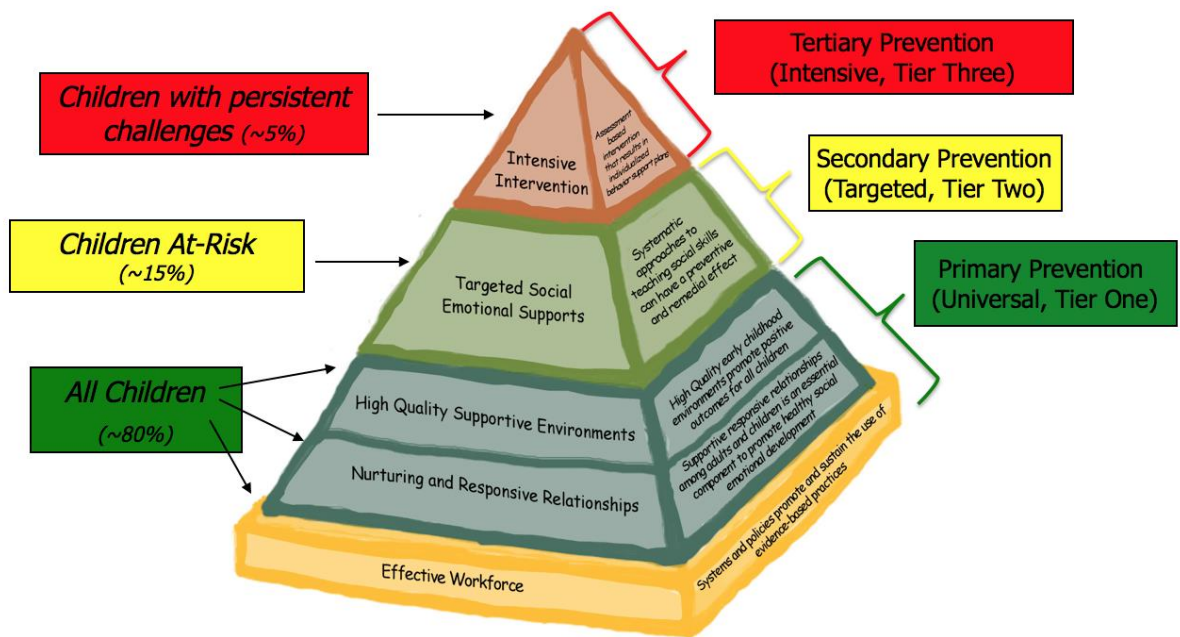 Tertiary Prevention
(Intensive, Tier Three)
Children with persistent
challenges (~5%)
Intensive
Intervention
Assessment
based
intervention
that results in
individualized
behavior support plans
Secondary Prevention
(Targeted, Tier Two)
Children At-Risk
(~15%)
Targeted Social
Emotional Supports
Systematic
approaches to
teaching social skills
can have a preventive
and remedial effect
Primary Prevention
(Universal, Tier One)
All Children
(~80%)
High Quality Supportive Environments
High Quality early childhood
environments promote positive
outcomes for all children
Nurturing and Responsive Relationships
Supportive responsive relationships
among adults and children is an essential
component to promote healthy social
emotional development
Effective Workforce
Systems and policies promote and sustain the use of
evidence-based practices